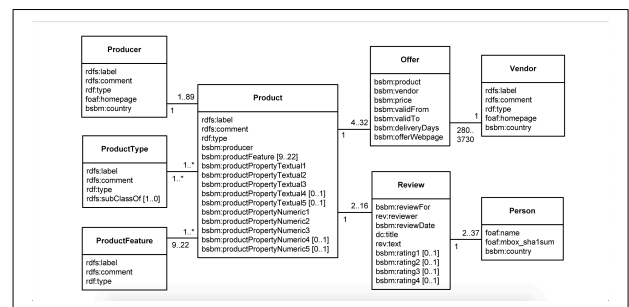 Producer
rdfs:label
rdfs:comment
rdf:type
foaf:homepage
bsbm:country
1..89
1
ProductType
rdfs:label
rdfs:comment
rdf:type
rdfs:subClassOf [1..0]
1..*
1..*
ProductFeature
rdfs:label
rdfs:comment
rdf:type
1..*
9..22
Product
rdfs:label
rdfs:comment
rdf:type
bsbm:producer
bsbm:productFeature [9..22]
bsbm:productPropertyTextual1
bsbm:productPropertyTextual2
bsbm:productPropertyTextual3
bsbm:productPropertyTextual4 [0..1]
bsbm:productPropertyTextual5 [0..1]
bsbm:productPropertyNumeric1
bsbm:productPropertyNumeric2
bsbm:productPropertyNumeric3
bsbm:productPropertyNumeric4 [0..1]
bsbm:productPropertyNumeric5 [0..1]
4..32
1
2..16
1
Offer
bsbm:product
bsbm:vendor
bsbm:price
bsbm:validFrom
bsbm:validTo
bsbm:deliveryDays
bsbm:offerWebpage
1
280..
3730
Vendor
rdfs:label
rdfs:comment
rdf:type
foaf:homepage
bsbm:country
Review
bsbm:reviewFor
rev:reviewer
bsbm:reviewDate
dc:title
rev:text
bsbm:rating1 [0..1]
bsbm:rating2 [0..1]
bsbm:rating3 [0..1]
bsbm:rating4 [0..1]
2..37
1
Person
foaf:name
foaf:mbox_sha1sum
bsbm:country